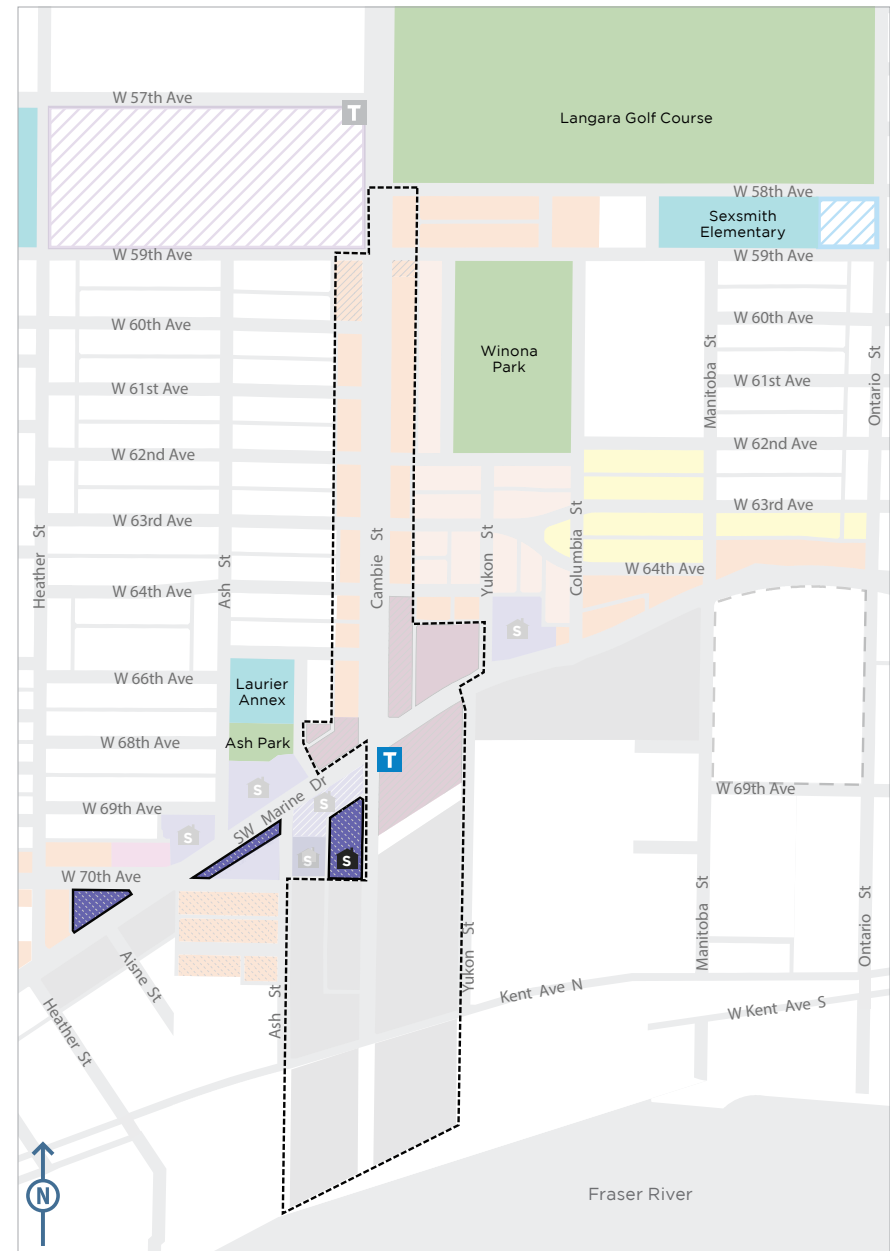 W 57th Ave
T
Langara Golf Course
W 58th Ave
Sexsmith
Elementary
W 59th Ave
W 59th Ave
W 60th Ave
W 60th Ave
Winona
Park
Manitoba St
Ontario St
W 61st Ave
W 61st Ave
W 62nd Ave
W 62nd Ave
W 63rd Ave
W 63rd Ave
Heather St
Ash St
Cambie St
Yukon St
Columbia St
W 64th Ave
W 64th Ave
S
W 66th Ave
Laurier
Annex
W 68th Ave
Ash Park
T
W 69th Ave
W 69th Ave
S
S
SW Marine Dr
S
S
S
W 70th Ave
Aisne St
Heather St
Ash St
Yukon St
Manitoba St
Ontario St
Kent Ave N
W Kent Ave S
N
Fraser River